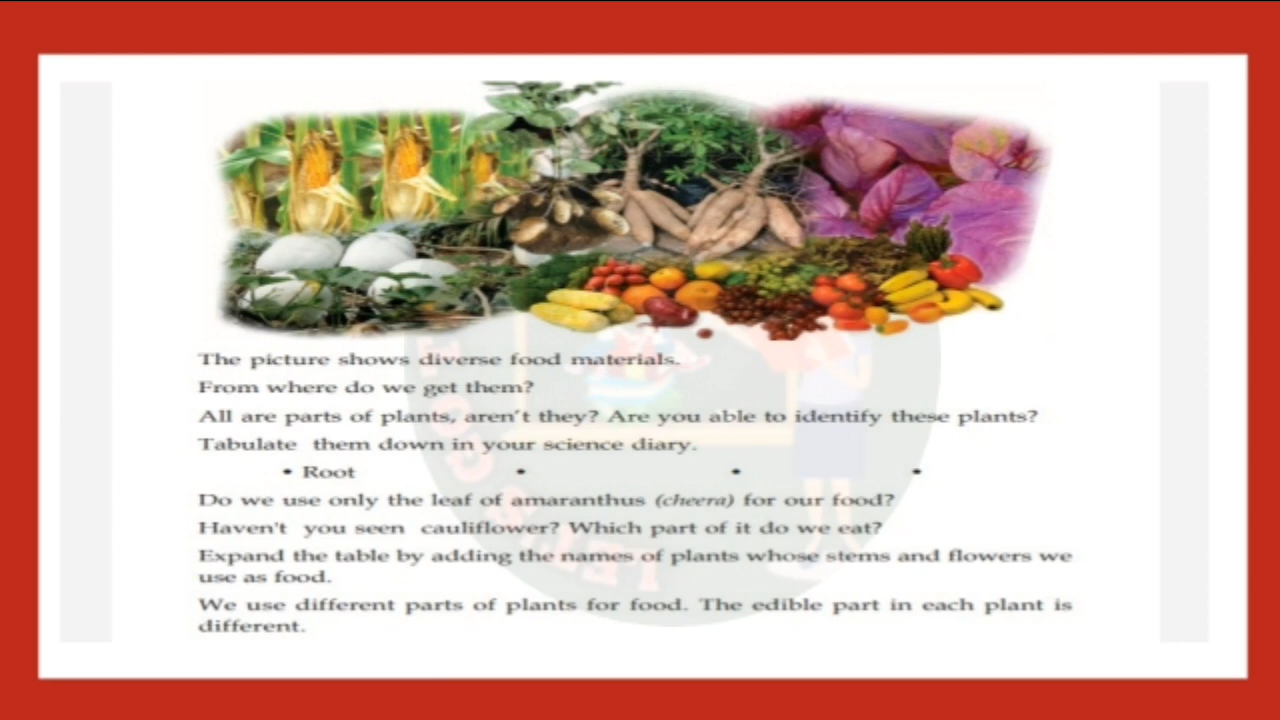 The picture shows diverse food materials.
From where do we get them?
All are parts of plants, aren't they? Are you able to identify these plants?
Tabulate them down in your science diary.
• Root • • •
Do we use only the leaf of amaranthus (cheera) for our food?
Haven't you seen cauliflower? Which part of it do we eat?
Expand the table by adding the names of plants whose stems and flowers we
use as food.
We use different parts of plants for food. The edible part in each plant is
different.